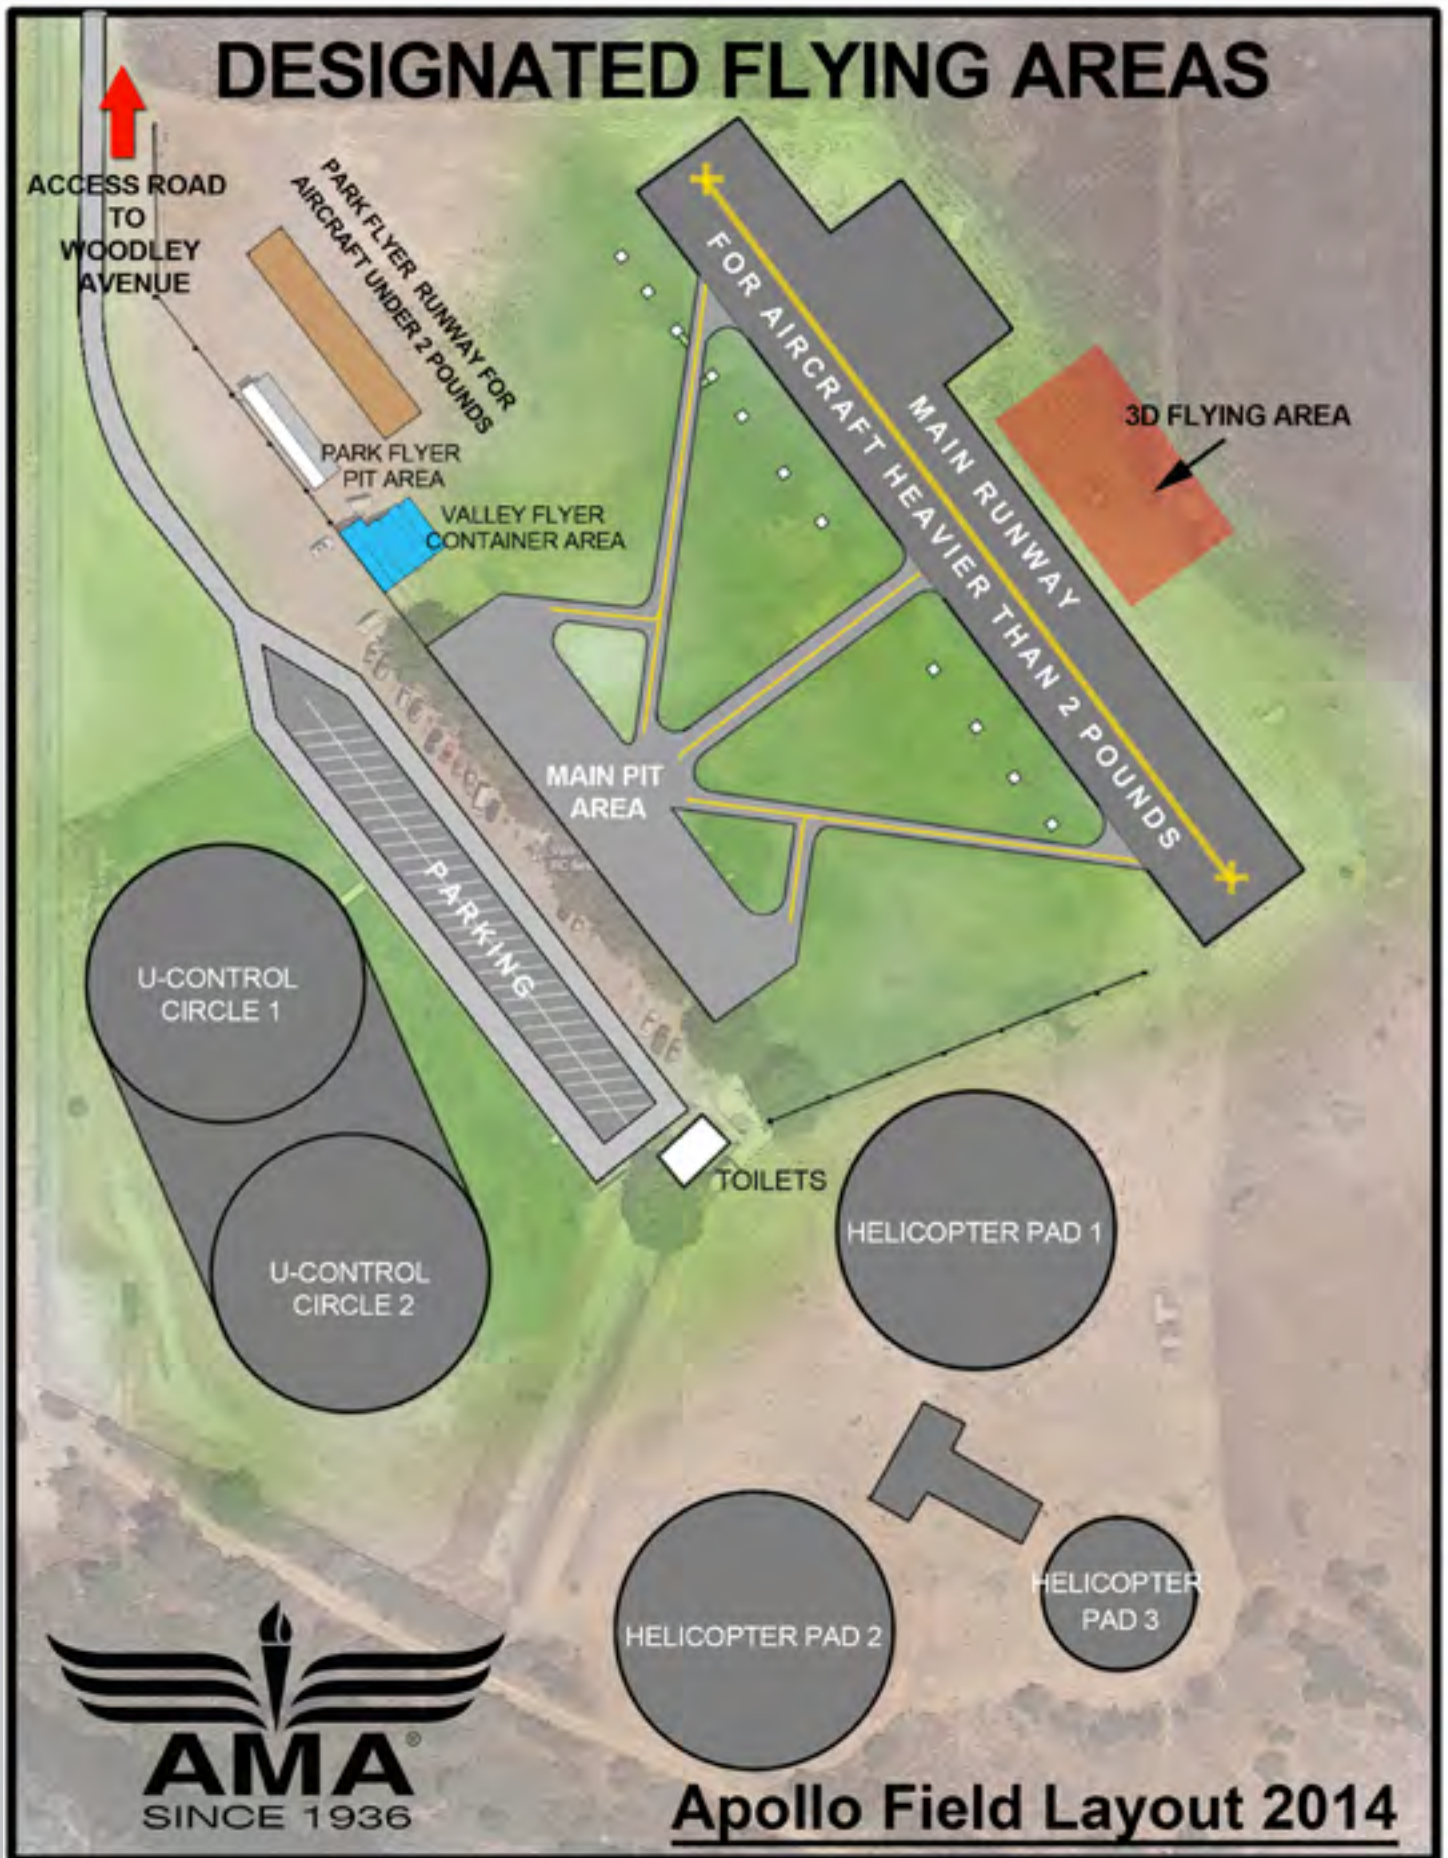 DESIGNATED FLYING AREAS
ACCESS ROAD
TO
WOODLEY
AVENUE
PARK FLYER RUNWAY FOR
AIRCRAFT UNDER 2 POUNDS
PARK FLYER
PIT AREA
VALLEY FLYER
CONTAINER AREA
MAIN RUNWAY
FOR AIRCRAFT HEAVIER THAN 2 POUNDS
3D FLYING AREA
MAIN PIT
AREA
PARKING
U-CONTROL
CIRCLE 1
U-CONTROL
CIRCLE 2
TOILETS
HELICOPTER PAD 1
HELICOPTER PAD 2
HELICOPTER
PAD 3
AMA®
SINCE 1936
Apollo Field Layout 2014